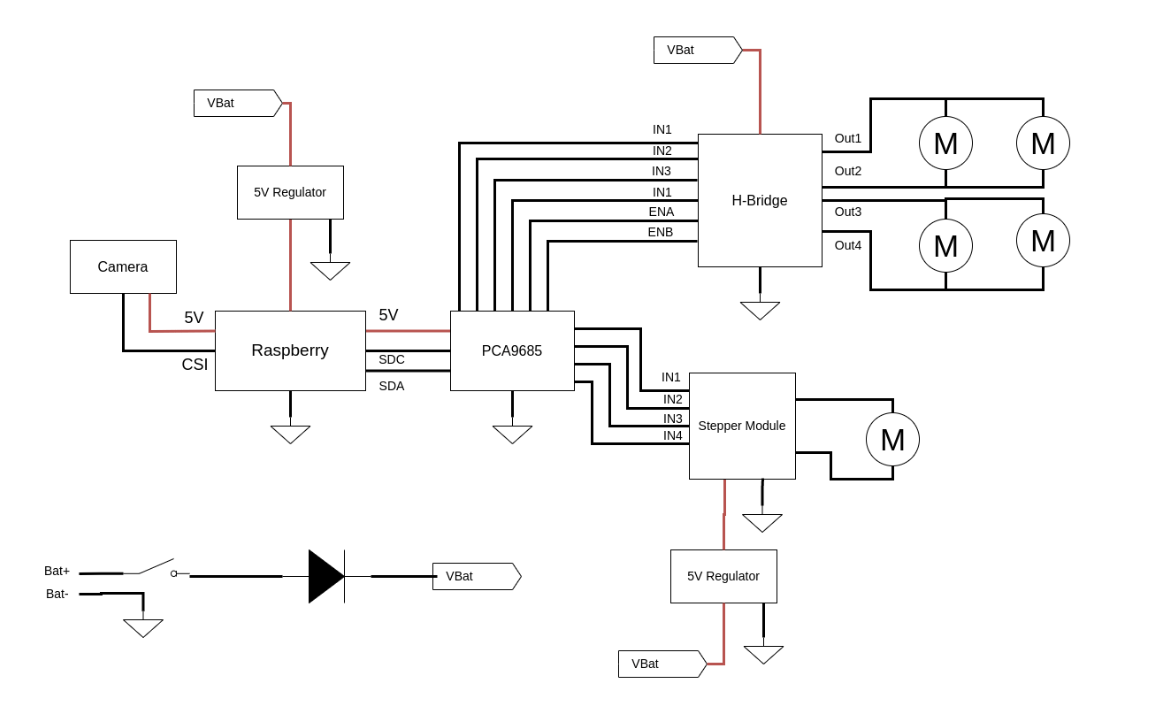 VBat
VBat
5V Regulator
IN1
IN2
IN3
IN1
ENA
ENB
H-Bridge
Out1
Out2
Out3
Out4
M
M
M
M
Camera
5V
CSI
Raspberry
5V
SDC
SDA
PCA9685
IN1
IN2
IN3
IN4
Stepper Module
M
5V Regulator
VBat
Bat+
Bat-
VBat